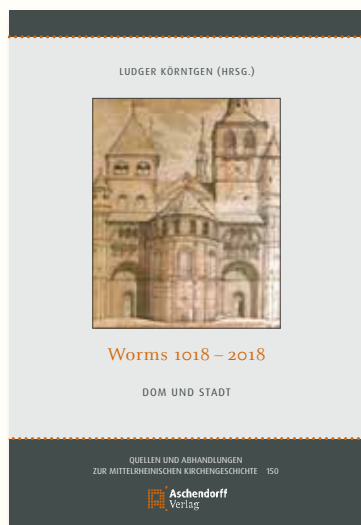 LUDGER KÖRNTGEN (HRSG.)
Worms 1018 – 2018
DOM UND STADT
QUELLEN UND ABHANDLUNGEN
ZUR MITTELRHEINISCHEN KIRCHENGESCHICHTE 150
Aschendorff
Verlag